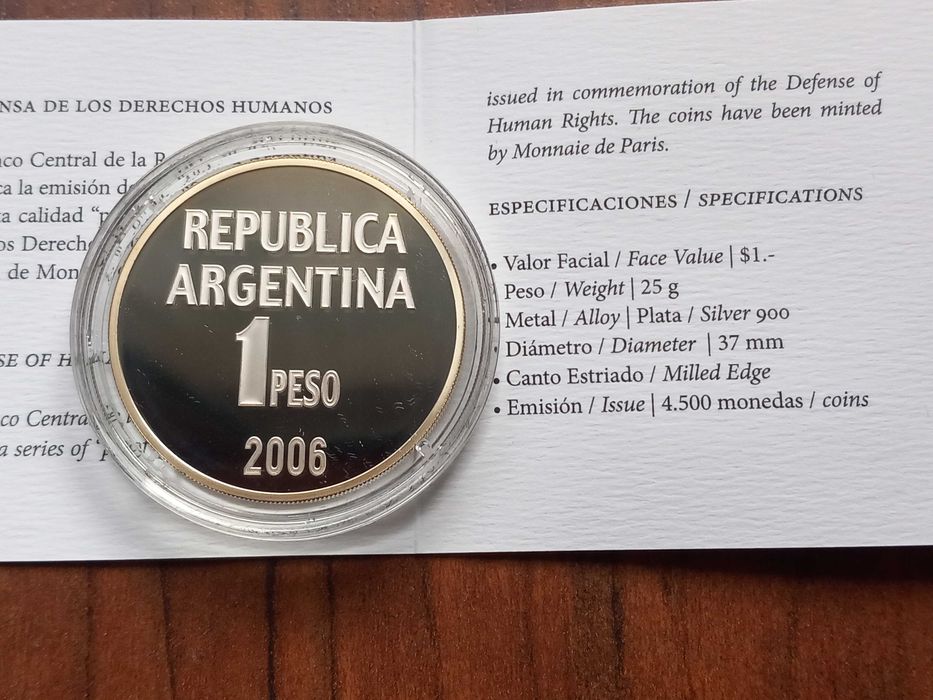 NSA DE LOS DERECHOS HUMANOS
nco Central de la R
ca la emisión d
ta calidad “p
os Derech
de Mon
SE OF H
co Centra
a series of “p
REPUBLICA
ARGENTINA
1 PESO
2006
issued in commemoration of the Defense of
Human Rights. The coins have been minted
by Monnaie de Paris.
ESPECIFICACIONES / SPECIFICATIONS
• Valor Facial / Face Value | $1.-
Peso / Weight | 25 g
Metal / Alloy | Plata / Silver 900
Diámetro / Diameter | 37 mm
• Canto Estriado / Milled Edge
• Emisión / Issue | 4.500 monedas / coins